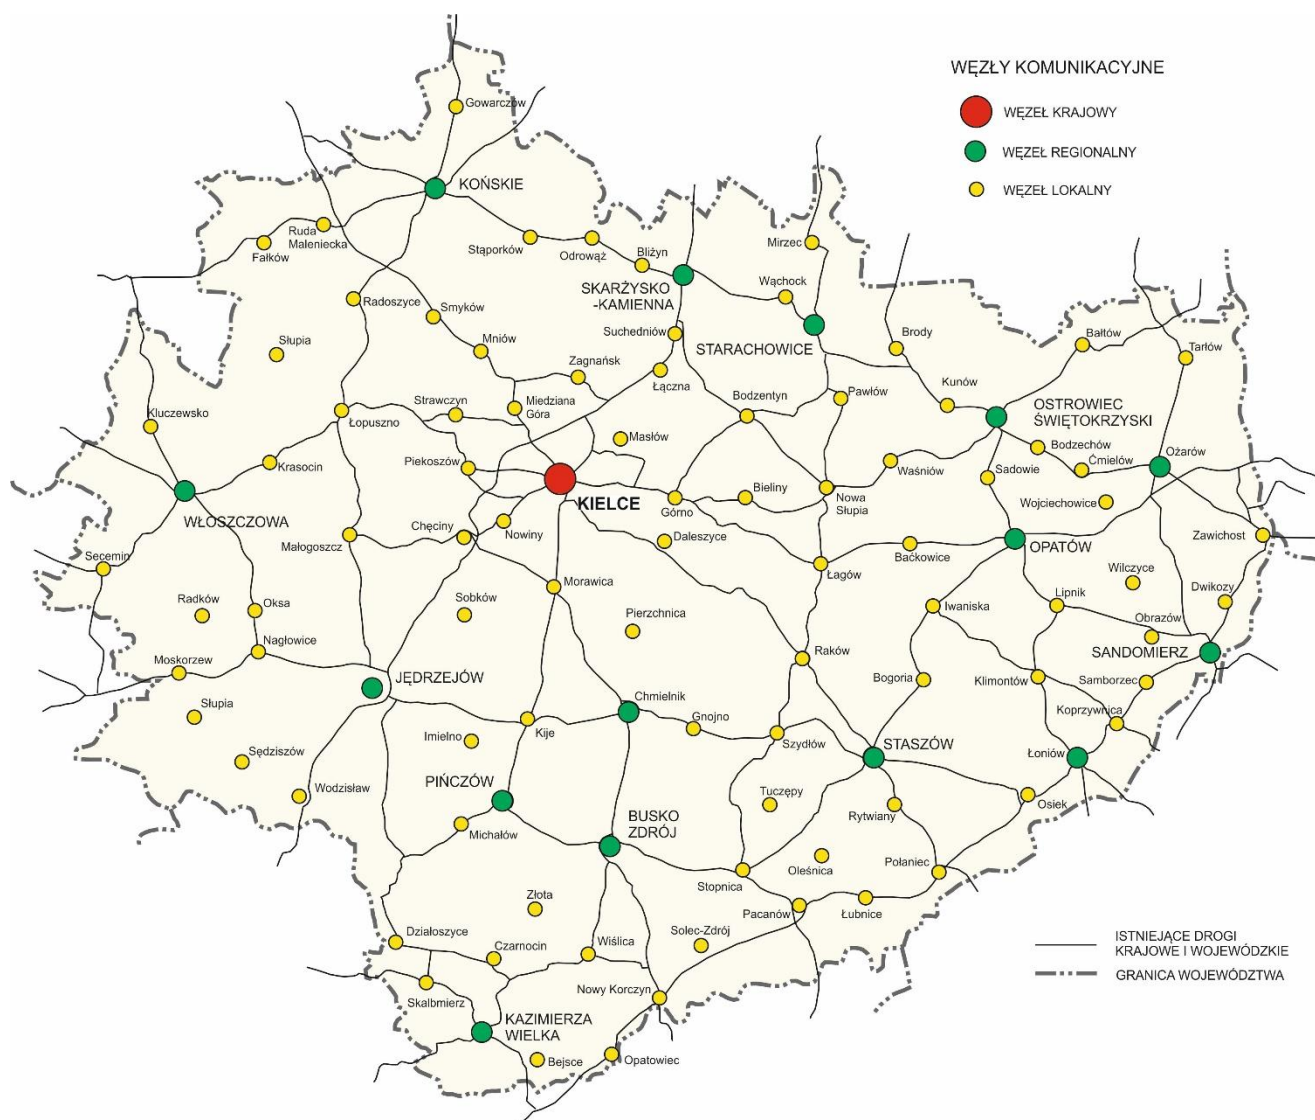 WĘZŁY KOMUNIKACYJNE
WĘZEŁ KRAJOWY
WĘZEŁ REGIONALNY
WĘZEŁ LOKALNY
Gowarczów
KOŃSKIE
Ruda
Maleniecka
Fałków
Stąporków
Odrowąż
Bliżyn
Mirzec
SKARŻYSKO
-KAMIENNA
Wąchock
Radoszyce
Smyków
Suchedniów
STARACHOWICE
Brody
Bałtów
Tarłów
Słupia
Mniów
Zagnańsk
Łączna
Kunów
Pawłów
Bodzentyn
Strawczyn
Miedziana
Góra
Kluczewsko
Łopuszno
Masłów
OSTROWIEC
ŚWIĘTOKRZYSKI
Bodzechów
Ćmielów
Ożarów
Krasocin
Piekoszów
Waśniów
Sadowie
Bieliny
KIELCE
Górno
Nowa
Słupia
Wojciechowice
WŁOSZCZOWA
Małogoszcz
Chęciny
Nowiny
Daleszyce
Baćkowice
OPATÓW
Zawichost
Secemin
Łagów
Wilczyce
Morawica
Dwikozy
Radków
Oksa
Sobków
Pierzchnica
Iwaniska
Lipnik
Obrazów
Nagłowice
Raków
SANDOMIERZ
Moskorzew
JĘDRZEJÓW
Bogoria
Klimontów
Samborzec
Słupia
Chmielnik
Koprzywnica
Kije
Gnojno
Imielno
Szydłów
STASZÓW
Łoniów
Sędziszów
Wodzisław
PIŃCZÓW
Tuczępy
Rytwiany
Osiek
Michałów
BUSKO
ZDRÓJ
Oleśnica
Połaniec
Stopnica
Złota
Pacanów
Łubnice
Działoszyce
Czarnocin
Wiślica
Solec-Zdrój
ISTNIEJĄCE DROGI
KRAJOWE I WOJEWÓDZKIE
GRANICA WOJEWÓDZTWA
Skalbmierz
Nowy Korczyn
KAZIMIERZA
WIELKA
Bejsce
Opatowiec